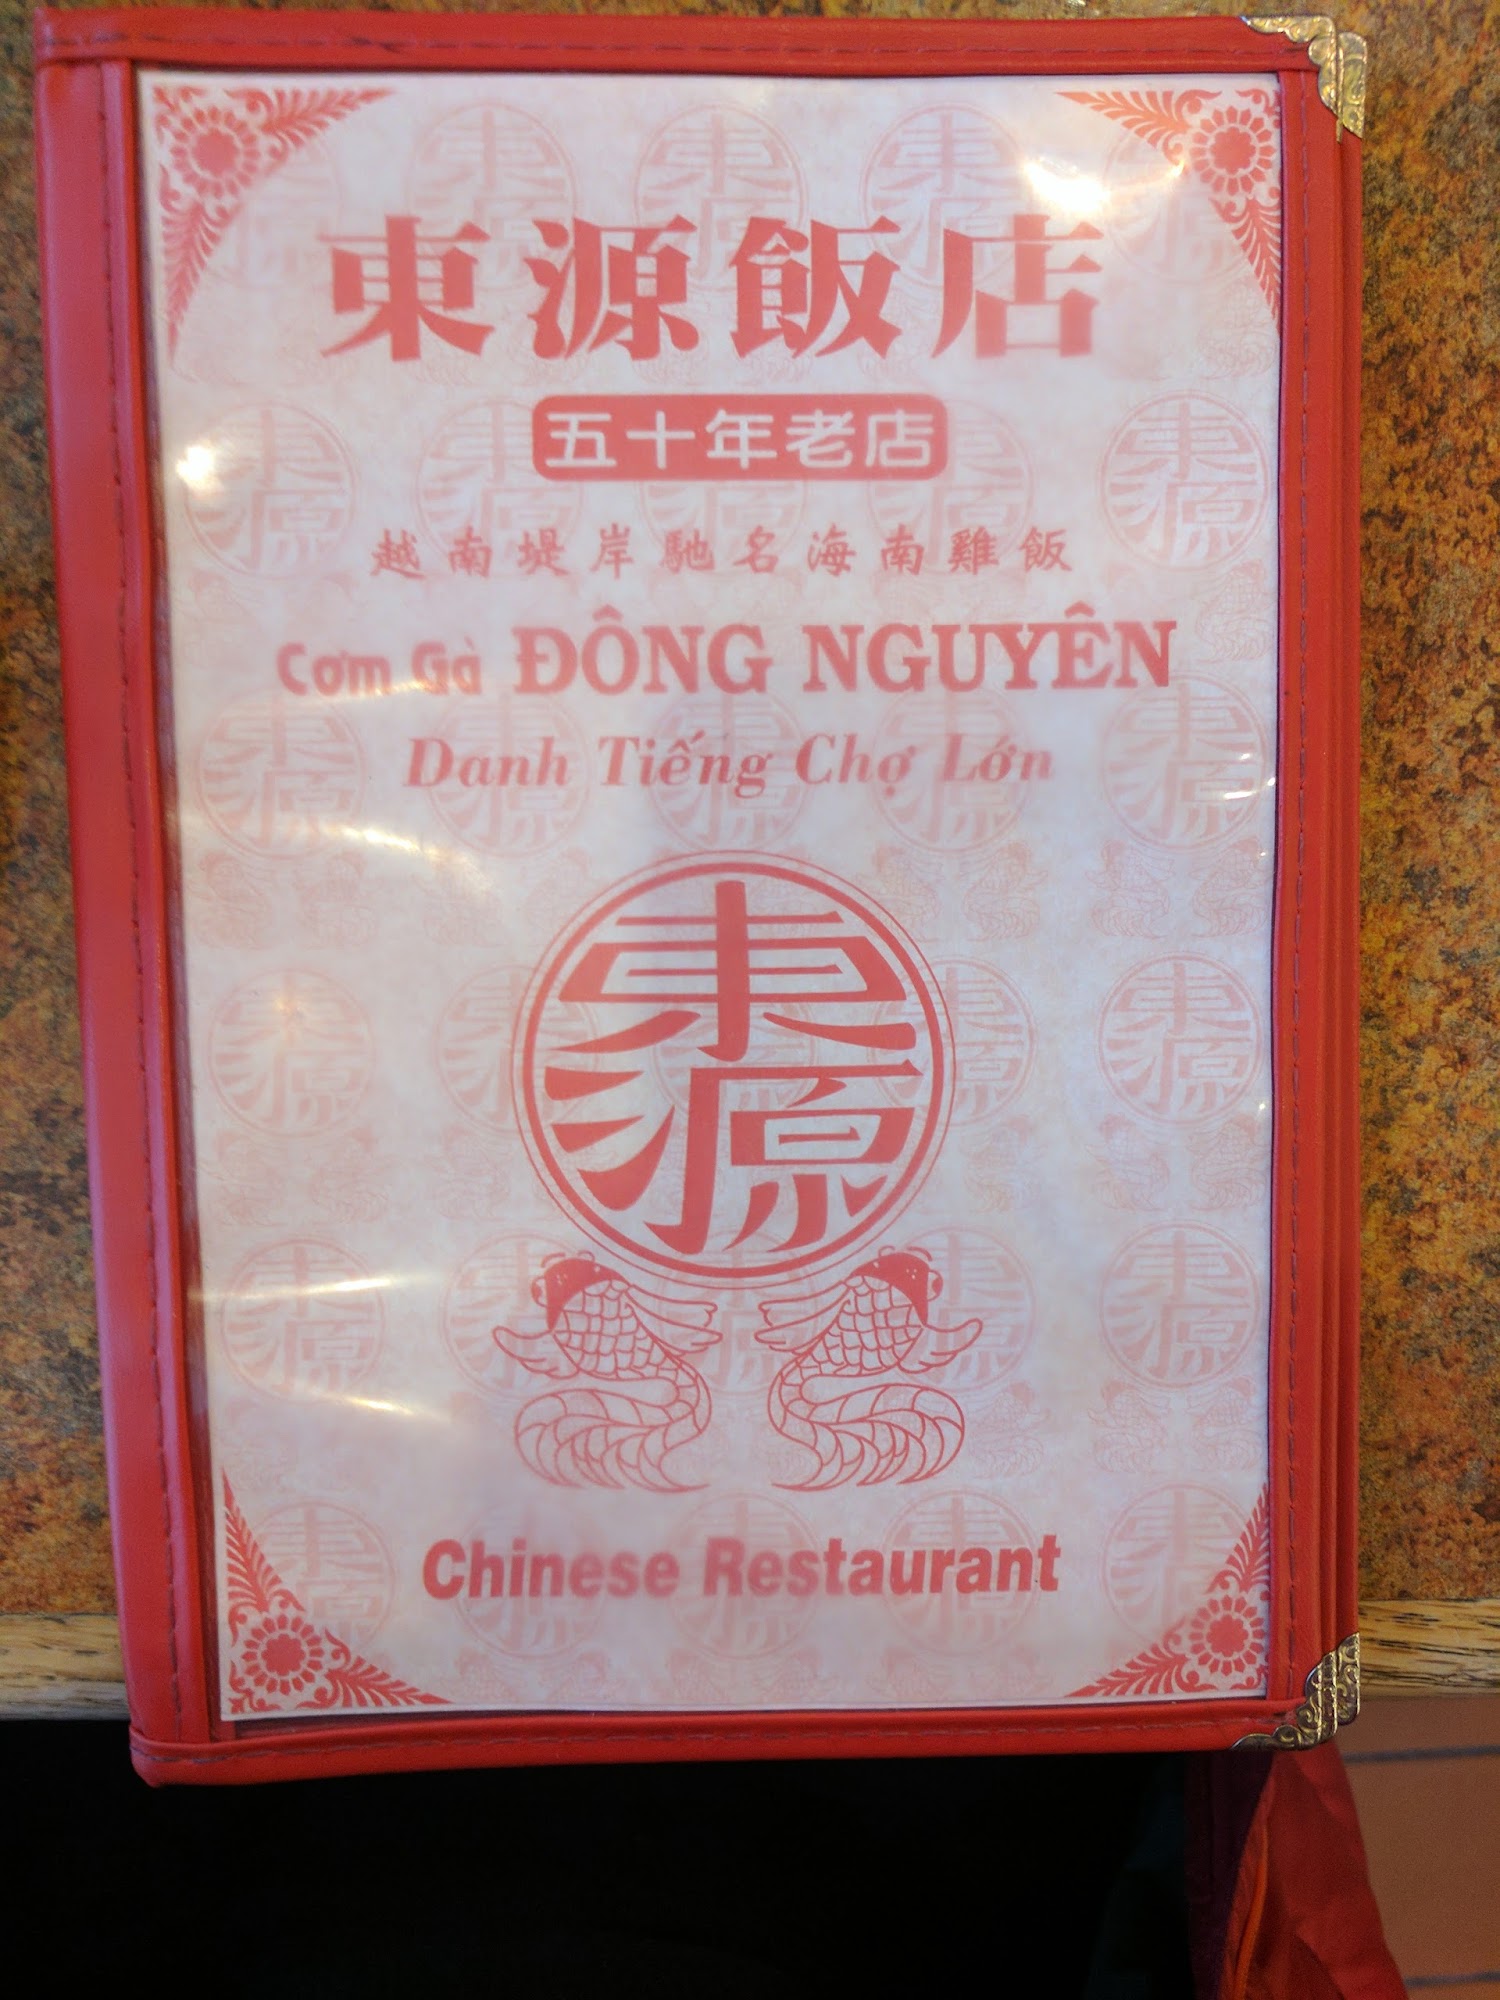 東源飯店
五十年老店
越南堤岸馳名海南雞飯
Cơm Gà ĐÔNG NGUYÊN
Danh Tiếng Chợ Lớn
東
源
Chinese Restaurant